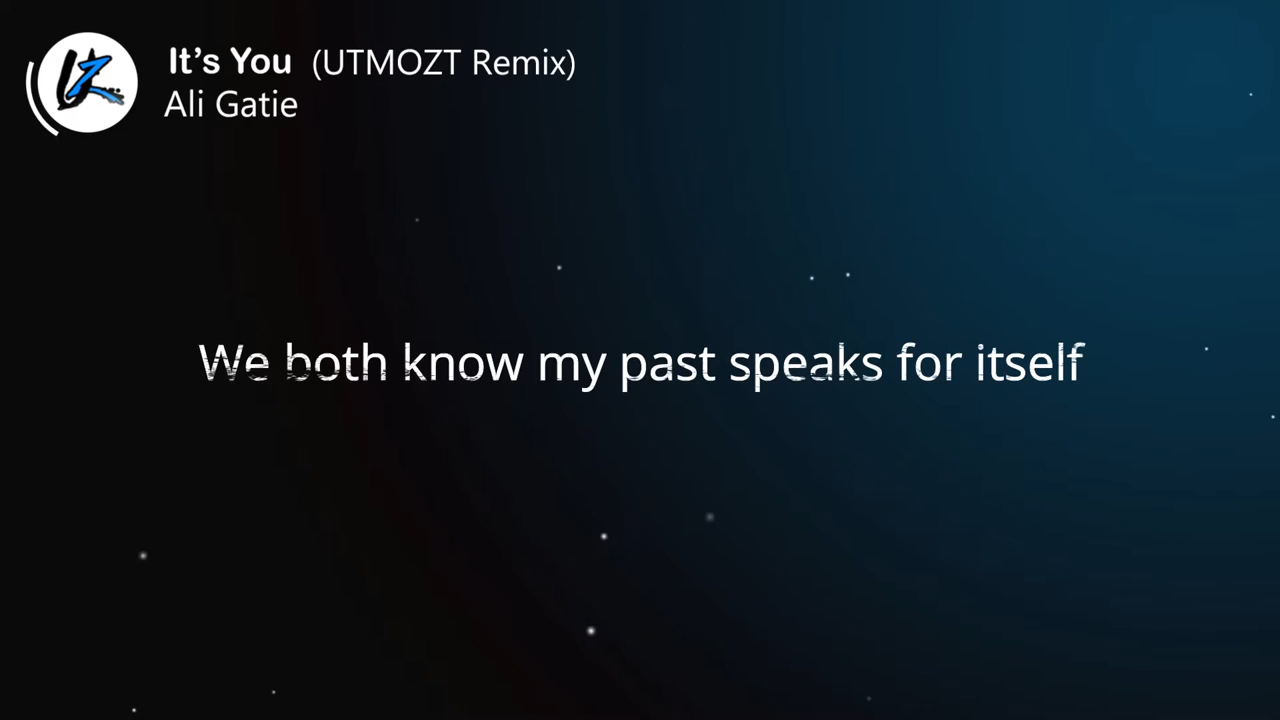 It’s You (UTMOZT Remix)
Ali Gatie
We both know my past speaks for itself